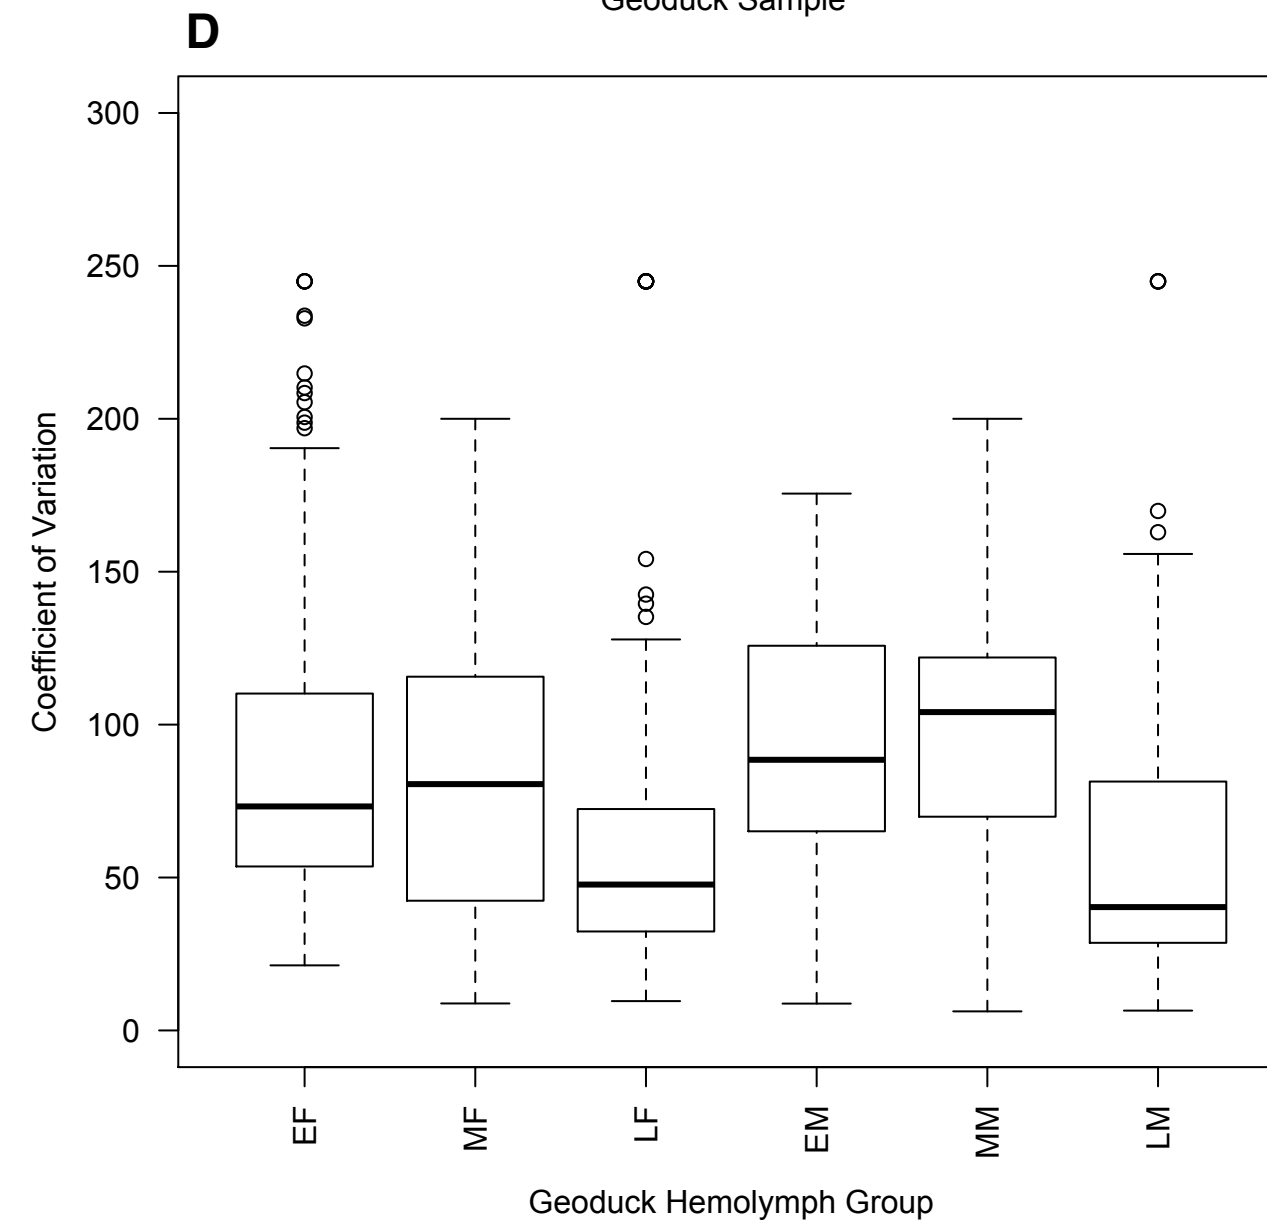 Geoduck Sample
D
300
250
200
150
100
50
0
Coefficient of Variation
EF MF LF EM MM LM
Geoduck Hemolymph Group